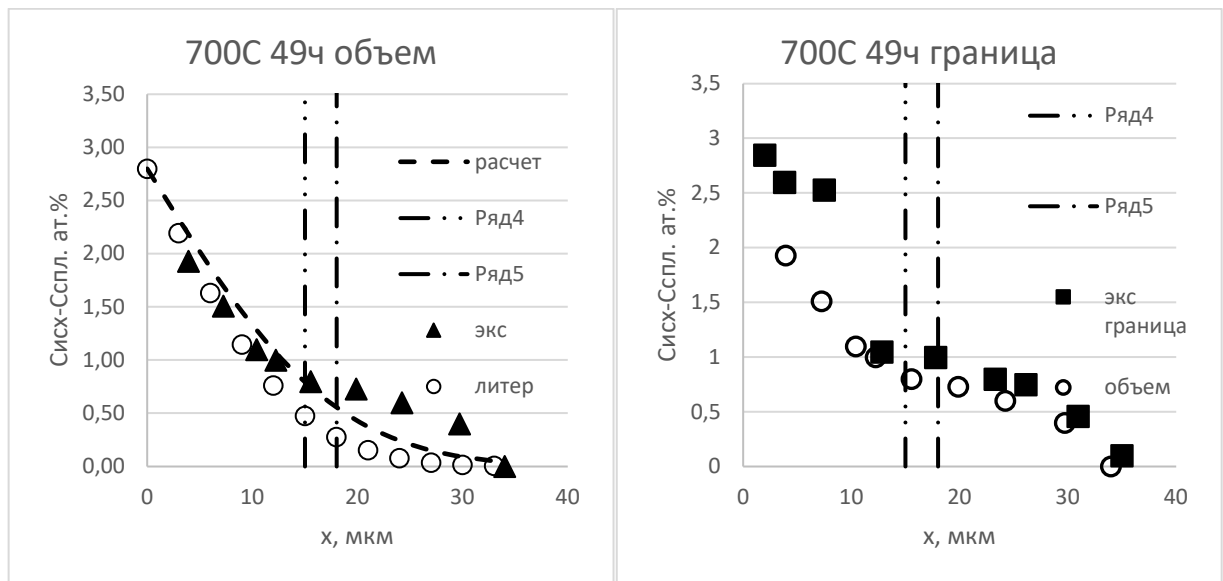 700С 49ч объем
3,50
3,00
2,50
2,00
1,50
1,00
0,50
0,00
Сисх-Сспл. ат.%
0
10
20
30
40
x, мкм
расчет
Ряд4
Ряд5
экс
литер
700С 49ч граница
3,5
3
2,5
2
1,5
1
0,5
0
Сисх-Сспл. ат.%
0
10
20
30
40
x, мкм
Ряд4
Ряд5
экс
граница
объем